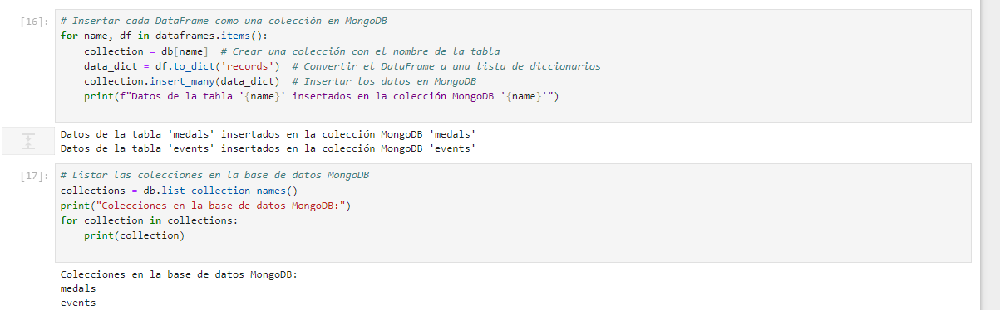 [16]: # Insertar cada DataFrame como una colección en MongoDB
for name, df in dataframes.items():
    collection = db[name]  # Crear una colección con el nombre de la tabla
    data_dict = df.to_dict('records')  # Convertir el DataFrame a una lista de diccionarios
    collection.insert_many(data_dict)  # Insertar los datos en MongoDB
    print(f"Datos de la tabla '{name}' insertados en la colección MongoDB '{name}'")
Datos de la tabla 'medals' insertados en la colección MongoDB 'medals'
Datos de la tabla 'events' insertados en la colección MongoDB 'events'
[17]: # Listar las colecciones en la base de datos MongoDB
collections = db.list_collection_names()
print("Colecciones en la base de datos MongoDB:")
for collection in collections:
    print(collection)
Colecciones en la base de datos MongoDB:
medals
events